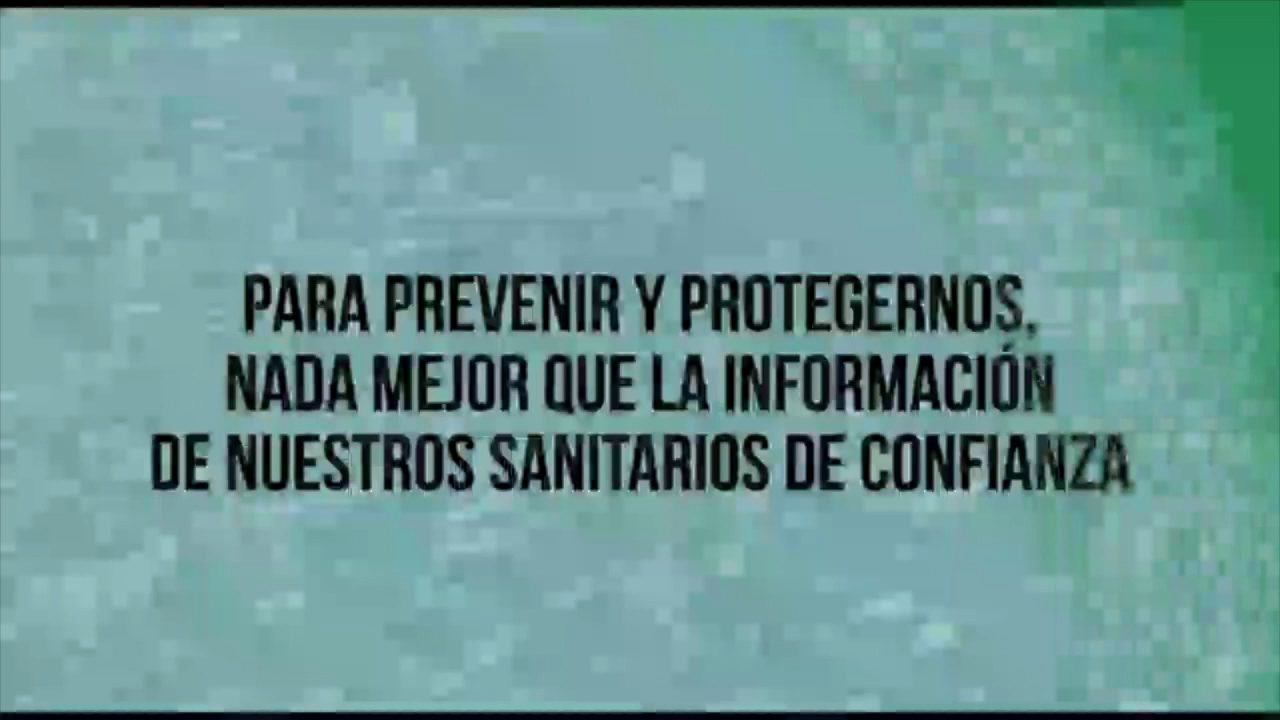 PARA PREVENIR Y PROTEGERNOS,
NADA MEJOR QUE LA INFORMACIÓN
DE NUESTROS SANITARIOS DE CONFIANZA